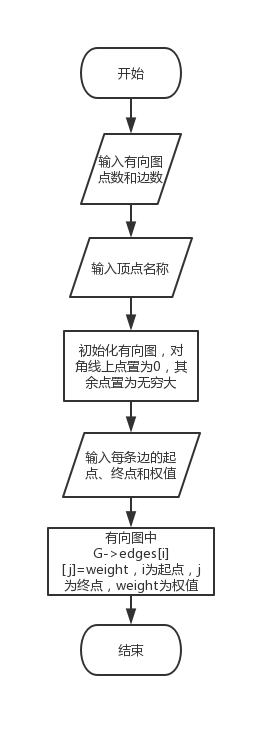 开始
输入有向图
点数和边数
输入顶点名称
初始化有向图，对
角线上点置为0，其
余点置为无穷大
输入每条边的起
点、终点和权值
有向图中
G->edges[i]
[j]=weight，i为起点，j
为终点，weight为权值
结束